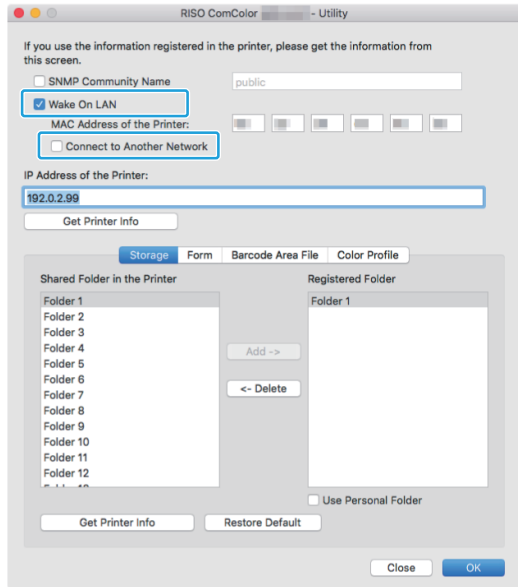 RISO ComColor - Utility
If you use the information registered in the printer, please get the information from
this screen.
SNMP Community Name
public
Wake On LAN
MAC Address of the Printer:
Connect to Another Network
IP Address of the Printer:
192.0.2.99
Get Printer Info
Storage Form Barcode Area File Color Profile
Shared Folder in the Printer Registered Folder
Folder 1 Folder 1
Folder 2
Folder 3
Folder 4
Folder 5
Folder 6
Folder 7
Folder 8
Folder 9
Folder 10
Folder 11
Folder 12
Add ->
<- Delete
Use Personal Folder
Get Printer Info Restore Default
Close OK